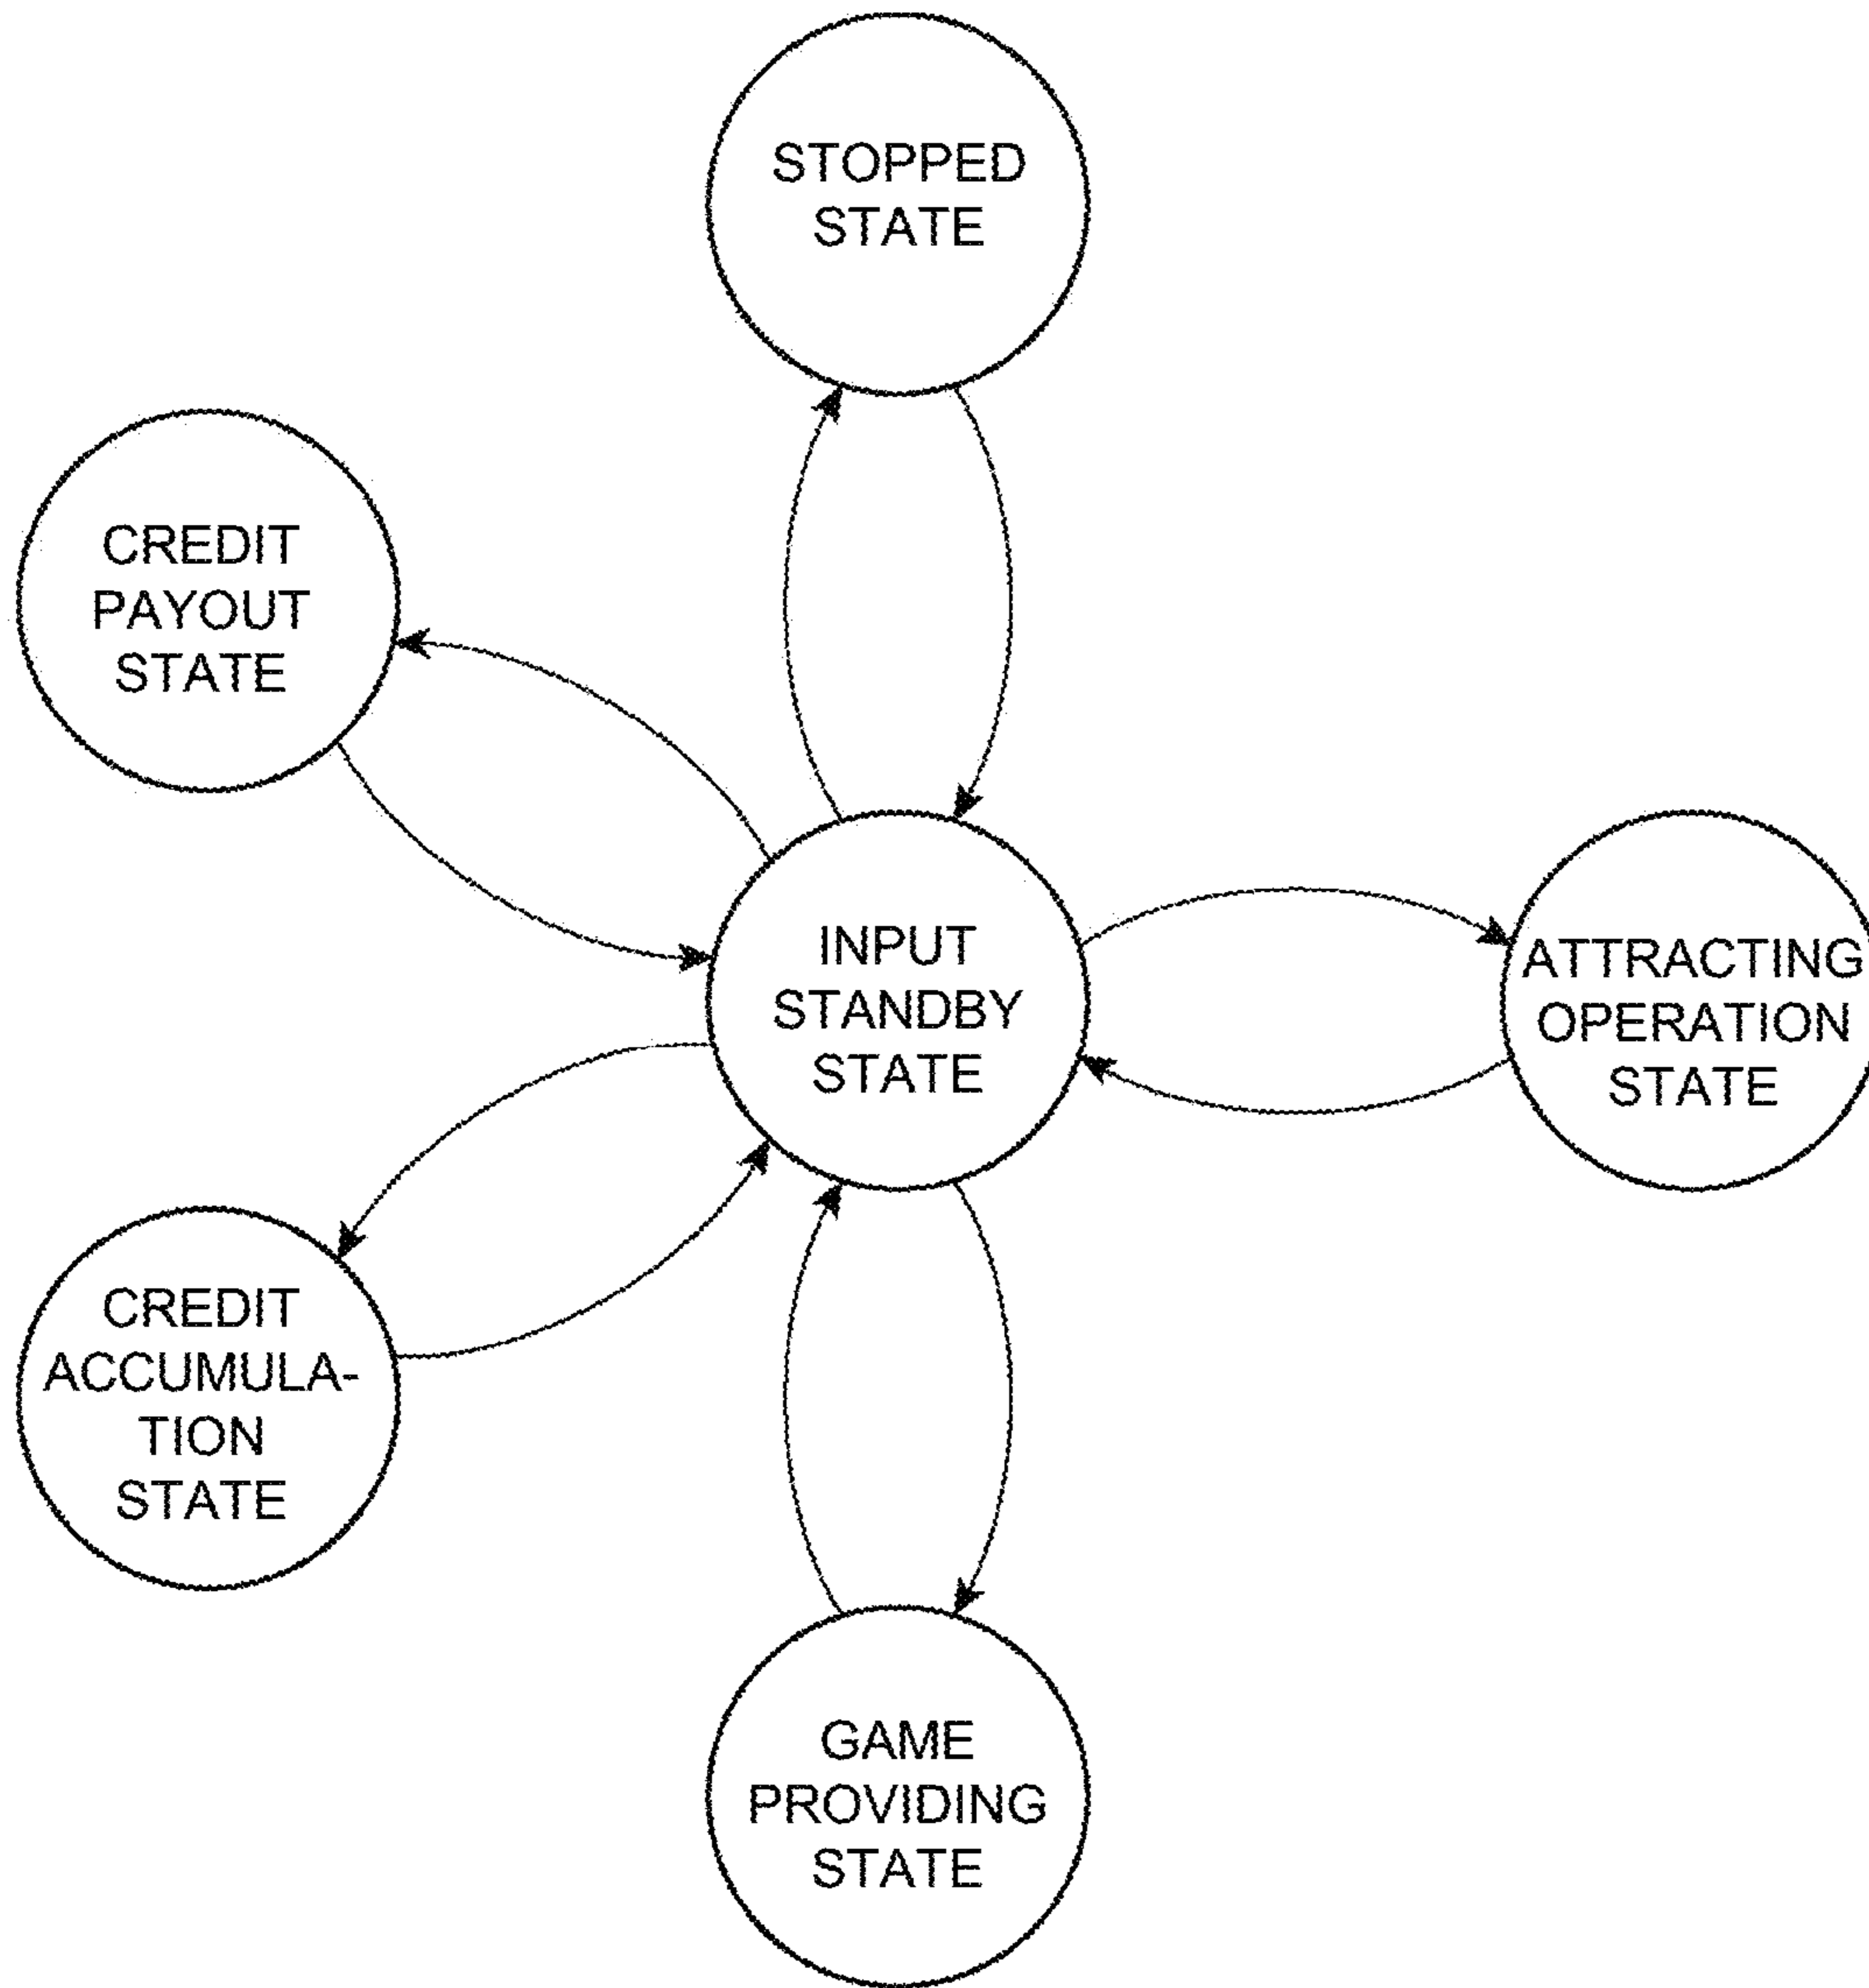 STOPPED
STATE
CREDIT
PAYOUT
STATE
INPUT
STANDBY
STATE
ATTRACTING
OPERATION
STATE
CREDIT
ACCUMULA-
TION
STATE
GAME
PROVIDING
STATE